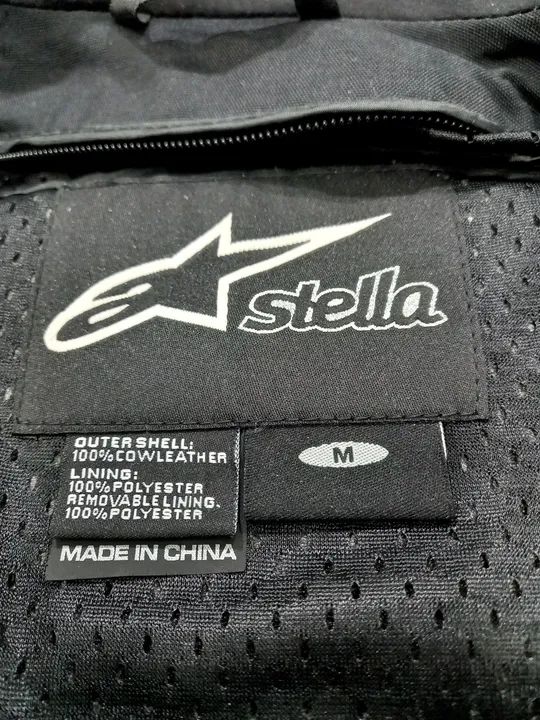 stella
OUTER SHELL:
100% COWLEATHER
LINING:
100% POLYESTER
REMOVABLE LINING.
100% POLYESTER
M
MADE IN CHINA